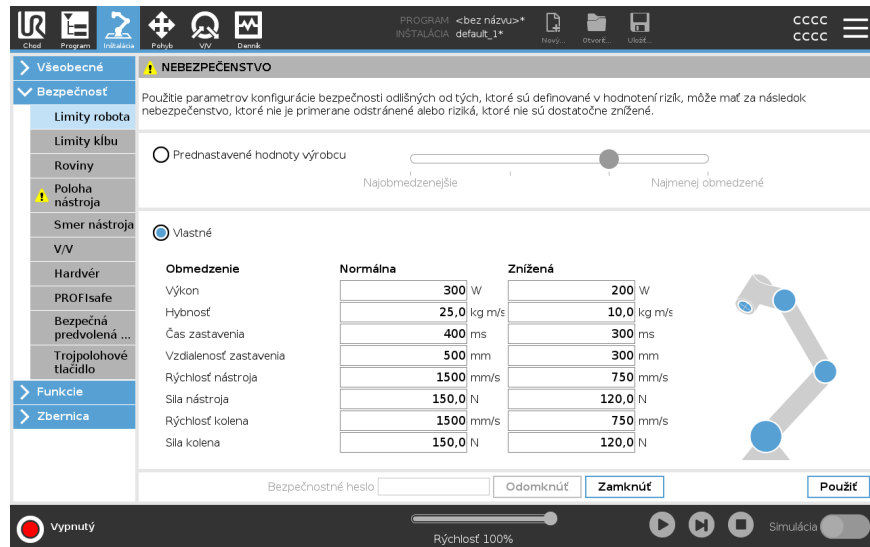 PROGRAM <bez názvu>*
INŠTALÁCIA default_1*
CCCC
CCCC
Chod Program Inštalácia Pohyb V/V Denník Nový... Otvoriť... Uložiť...
Všeobecné
Bezpečnosť
Limity robota
Limity kĺbu
Roviny
Poloha
nástroja
Smer nástroja
V/V
Hardvér
PROFIsafe
Bezpečná
predvolená ...
Trojpolohové
tlačidlo
Funkcie
Zbernica
NEBEZPEČENSTVO
Použitie parametrov konfigurácie bezpečnosti odlišných od tých, ktoré sú definované v hodnotení rizík, môže mať za následok
nebezpečenstvo, ktoré nie je primerane odstránené alebo riziká, ktoré nie sú dostatočne znížené.
Prednastavené hodnoty výrobcu
Najobmedzenejšie Najmenej obmedzené
Vlastné
Obmedzenie Normálna Znížená
Výkon 300 W 200 W
Hybnosť 25,0 kg m/s 10,0 kg m/s
Čas zastavenia 400 ms 300 ms
Vzdialenosť zastavenia 500 mm 300 mm
Rýchlosť nástroja 1500 mm/s 750 mm/s
Sila nástroja 150,0 N 120,0 N
Rýchlosť kolena 1500 mm/s 750 mm/s
Sila kolena 150,0 N 120,0 N
Bezpečnostné heslo Odomknúť Zamknúť Použiť
Vypnutý
Rýchlosť 100%
Simulácia